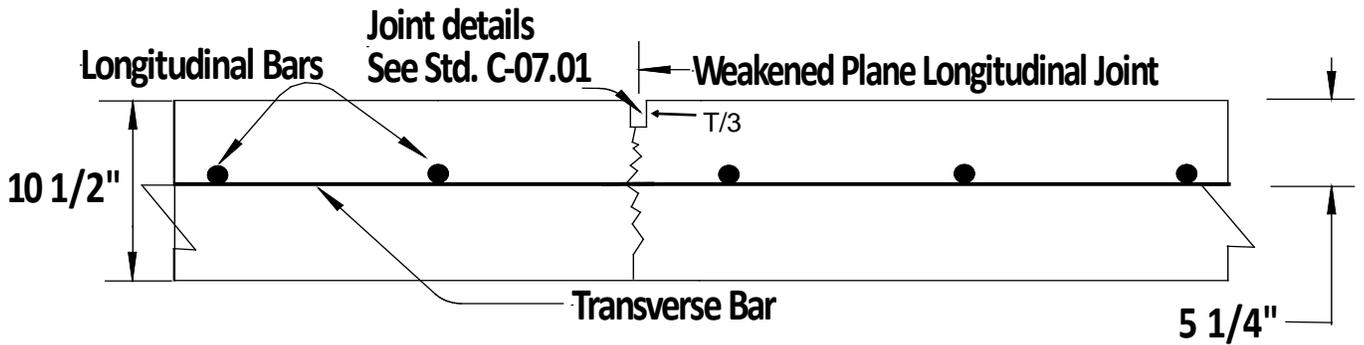 Joint details
See Std. C-07.01
Longitudinal Bars
Weakened Plane Longitudinal Joint
T/3
10 1/2"
Transverse Bar
5 1/4"